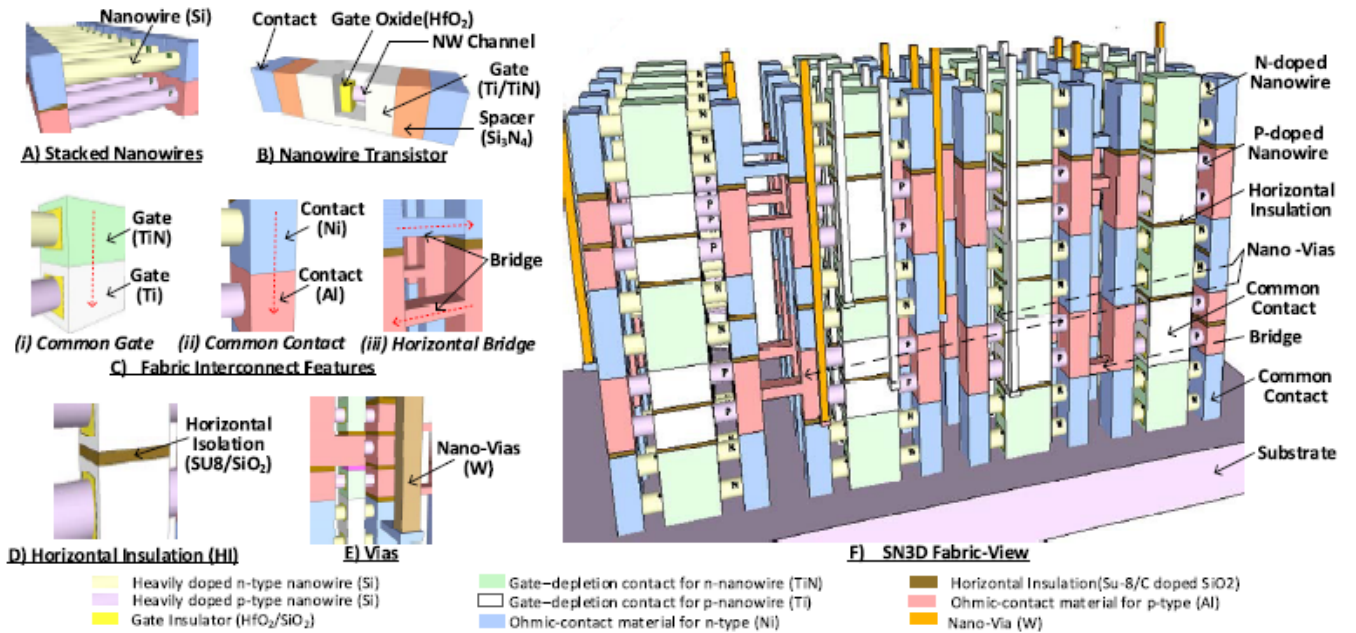 Nanowire (Si)
A) Stacked Nanowires
Contact
Gate Oxide(HfO₂)
NW Channel
Gate
(Ti/TiN)
Spacer
(Si₃N₄)
B) Nanowire Transistor
Gate
(TiN)
Gate
(Ti)
(i) Common Gate
Contact
(Ni)
Contact
(Al)
(ii) Common Contact
Bridge
(iii) Horizontal Bridge
C) Fabric Interconnect Features
Horizontal
Isolation
(SU8/SiO₂)
D) Horizontal Insulation (HI)
Nano-Vias
(W)
E) Vias
N-doped
Nanowire
P-doped
Nanowire
Horizontal
Insulation
Nano -Vias
Common
Contact
Bridge
Common
Contact
Substrate
F) SN3D Fabric-View
Heavily doped n-type nanowire (Si)
Heavily doped p-type nanowire (Si)
Gate Insulator (HfO₂/SiO₂)
Gate–depletion contact for n-nanowire (TiN)
Gate–depletion contact for p-nanowire (Ti)
Ohmic-contact material for n-type (Ni)
Horizontal Insulation(Su-8/C doped SiO2)
Ohmic-contact material for p-type (Al)
Nano-Via (W)